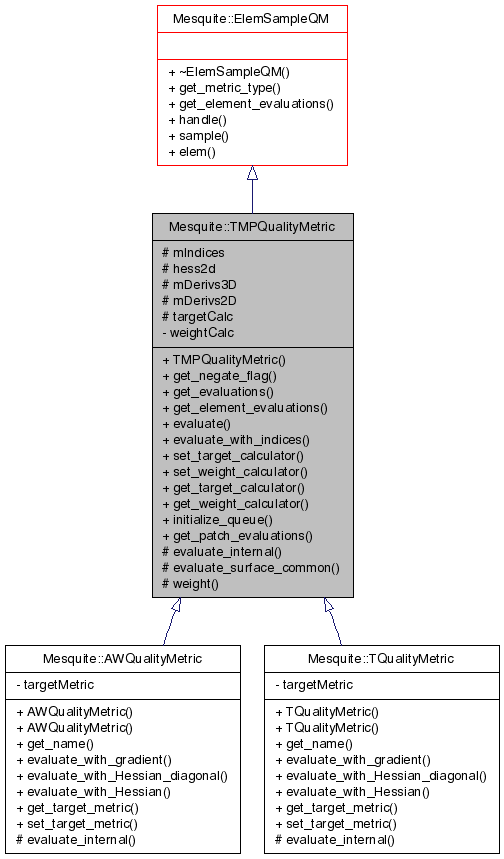 Mesquite::ElemSampleQM
+ ~ElemSampleQM()
+ get_metric_type()
+ get_element_evaluations()
+ handle()
+ sample()
+ elem()
Mesquite::TMPQualityMetric
# mIndices
# hess2d
# mDerivs3D
# mDerivs2D
# targetCalc
- weightCalc
+ TMPQualityMetric()
+ get_negate_flag()
+ get_evaluations()
+ get_element_evaluations()
+ evaluate()
+ evaluate_with_indices()
+ set_target_calculator()
+ set_weight_calculator()
+ get_target_calculator()
+ get_weight_calculator()
+ initialize_queue()
+ get_patch_evaluations()
# evaluate_internal()
# evaluate_surface_common()
# weight()
Mesquite::AWQualityMetric
- targetMetric
+ AWQualityMetric()
+ AWQualityMetric()
+ get_name()
+ evaluate_with_gradient()
+ evaluate_with_Hessian_diagonal()
+ evaluate_with_Hessian()
+ get_target_metric()
+ set_target_metric()
# evaluate_internal()
Mesquite::TQualityMetric
- targetMetric
+ TQualityMetric()
+ TQualityMetric()
+ get_name()
+ evaluate_with_gradient()
+ evaluate_with_Hessian_diagonal()
+ evaluate_with_Hessian()
+ get_target_metric()
+ set_target_metric()
# evaluate_internal()